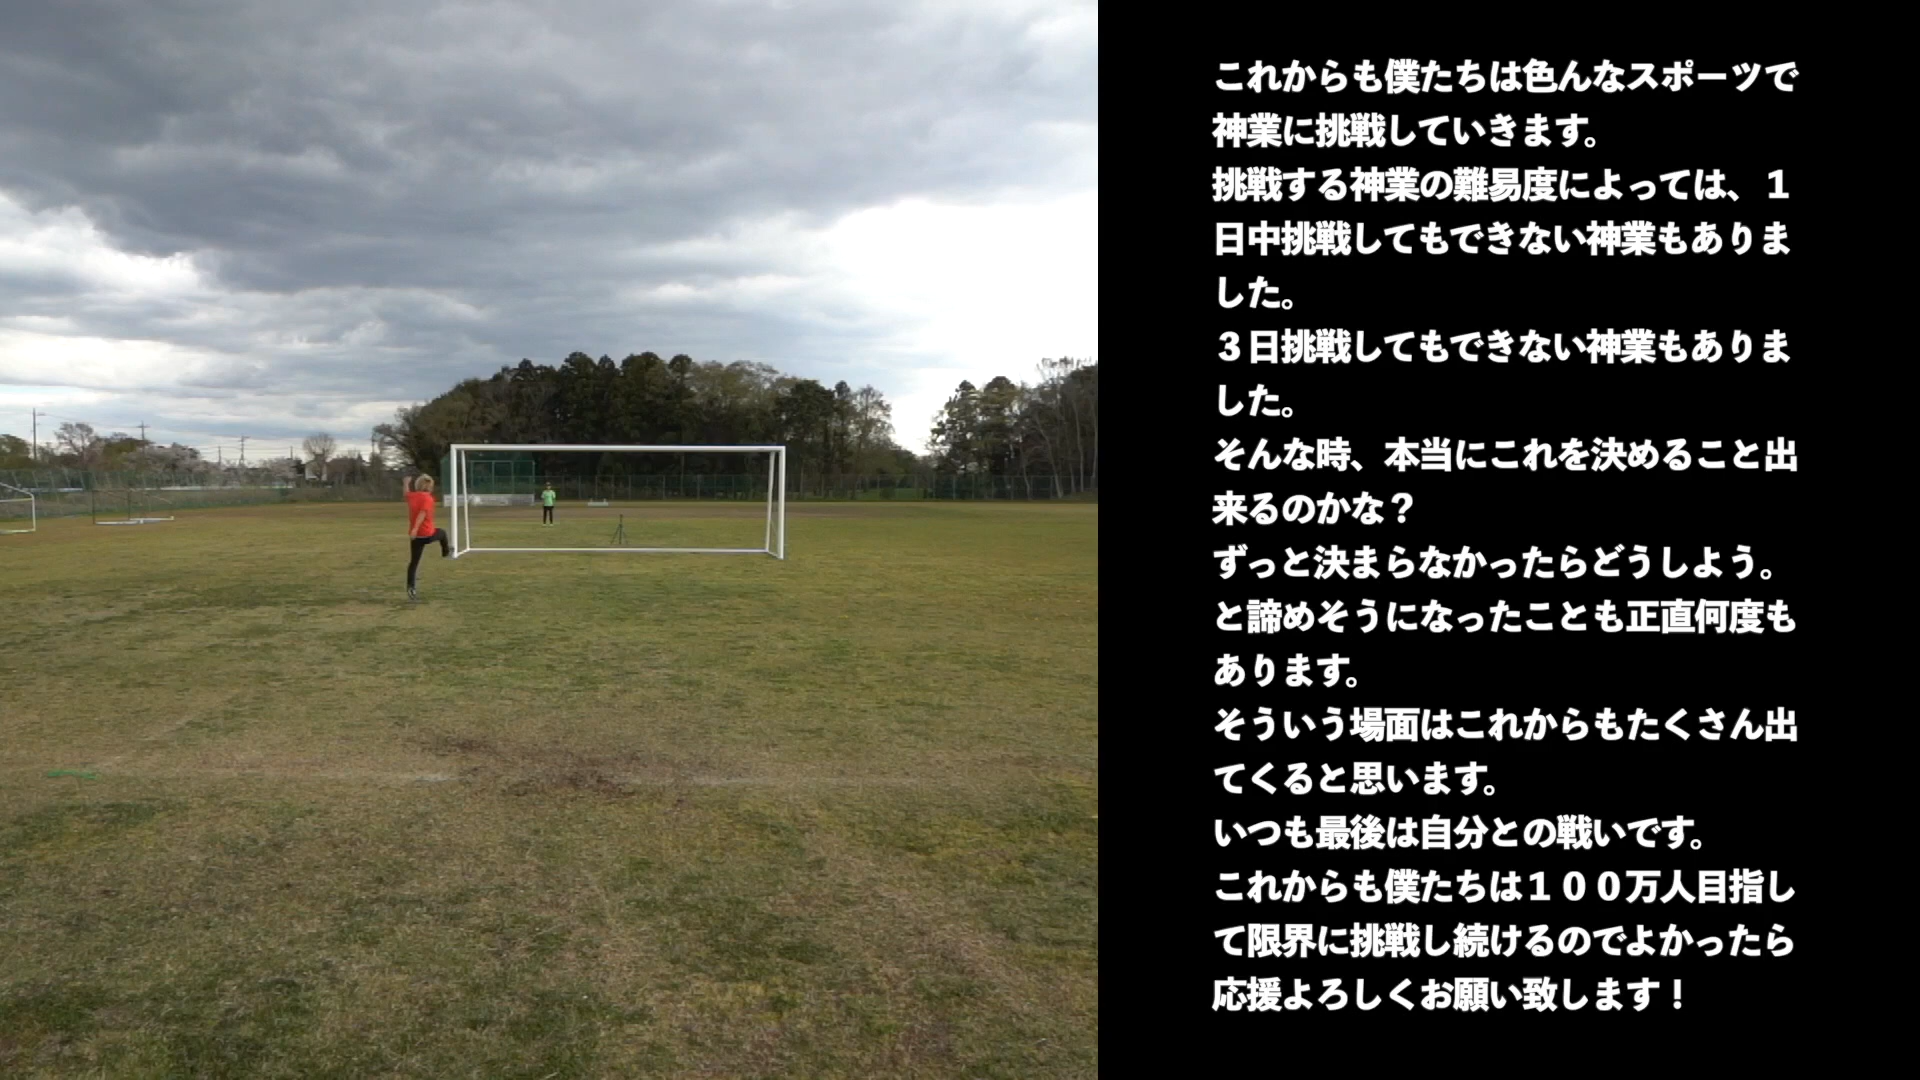 これからも僕たちは色んなスポーツで
神業に挑戦していきます。
挑戦する神業の難易度によっては、１
日中挑戦してもできない神業もありま
した。
３日挑戦してもできない神業もありま
した。
そんな時、本当にこれを決めること出
来るのかな？
ずっと決まらなかったらどうしよう。
と諦めそうになったことも正直何度も
あります。
そういう場面はこれからもたくさん出
てくると思います。
いつも最後は自分との戦いです。
これからも僕たちは１００万人目指し
て限界に挑戦し続けるのでよかったら
応援よろしくお願い致します！